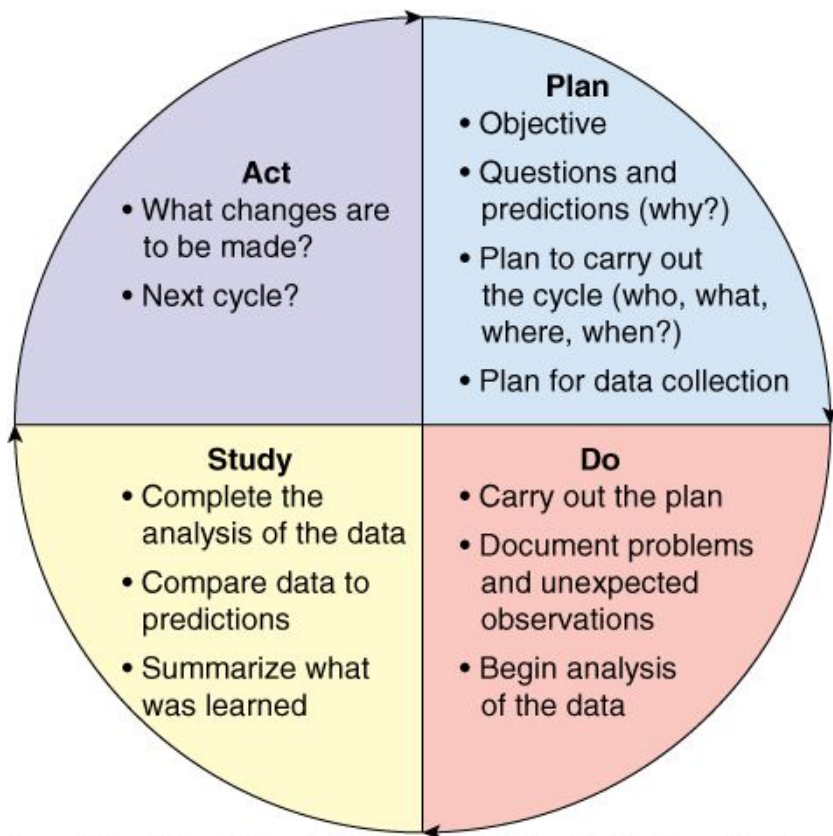 Plan
• Objective
• Questions and
predictions (why?)
• Plan to carry out
the cycle (who, what,
where, when?)
• Plan for data collection
Do
• Carry out the plan
• Document problems
and unexpected
observations
• Begin analysis
of the data
Study
• Complete the
analysis of the data
• Compare data to
predictions
• Summarize what
was learned
Act
• What changes are
to be made?
• Next cycle?